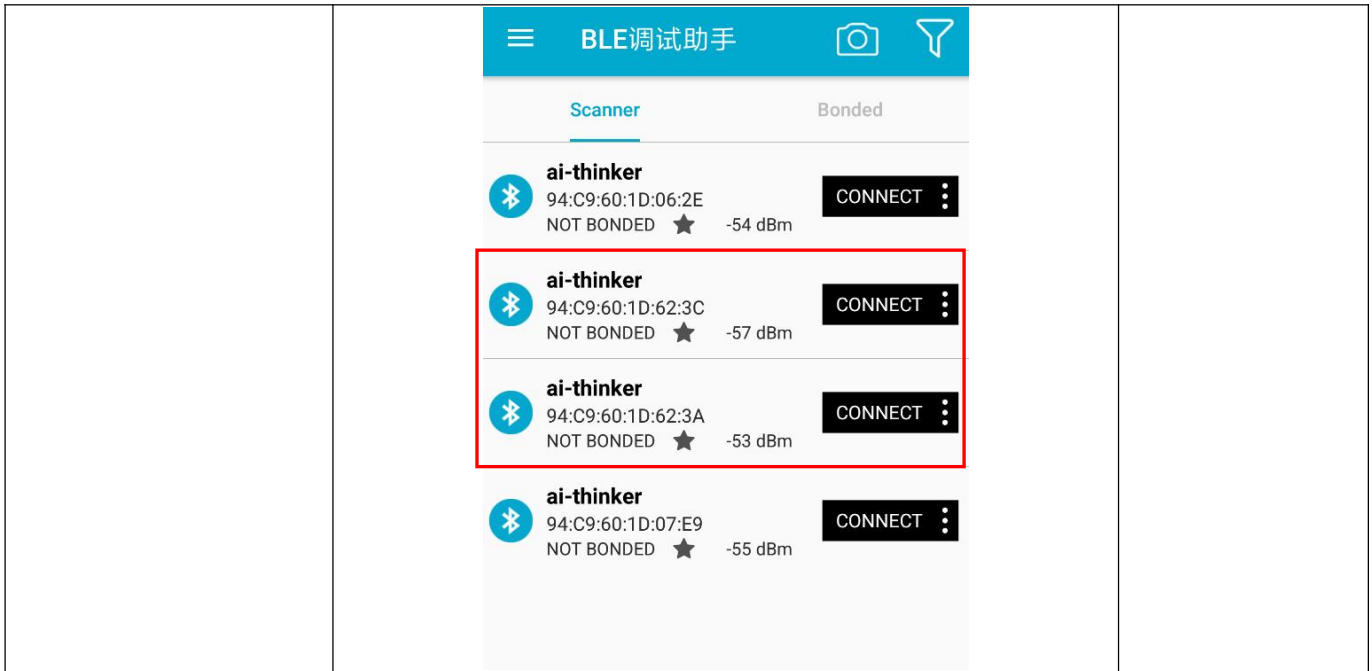 BLE调试助手
Scanner Bonded
ai-thinker
94:C9:60:1D:06:2E CONNECT
NOT BONDED -54 dBm
ai-thinker
94:C9:60:1D:62:3C CONNECT
NOT BONDED -57 dBm
ai-thinker
94:C9:60:1D:62:3A CONNECT
NOT BONDED -53 dBm
ai-thinker
94:C9:60:1D:07:E9 CONNECT
NOT BONDED -55 dBm